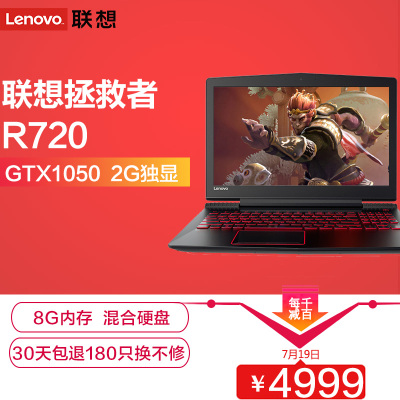 Lenovo 联想
联想拯救者
R720
GTX1050 2G独显
Lenovo
8G内存 混合硬盘
30天包退180只换不修
每千
减百
7月19日
¥4999